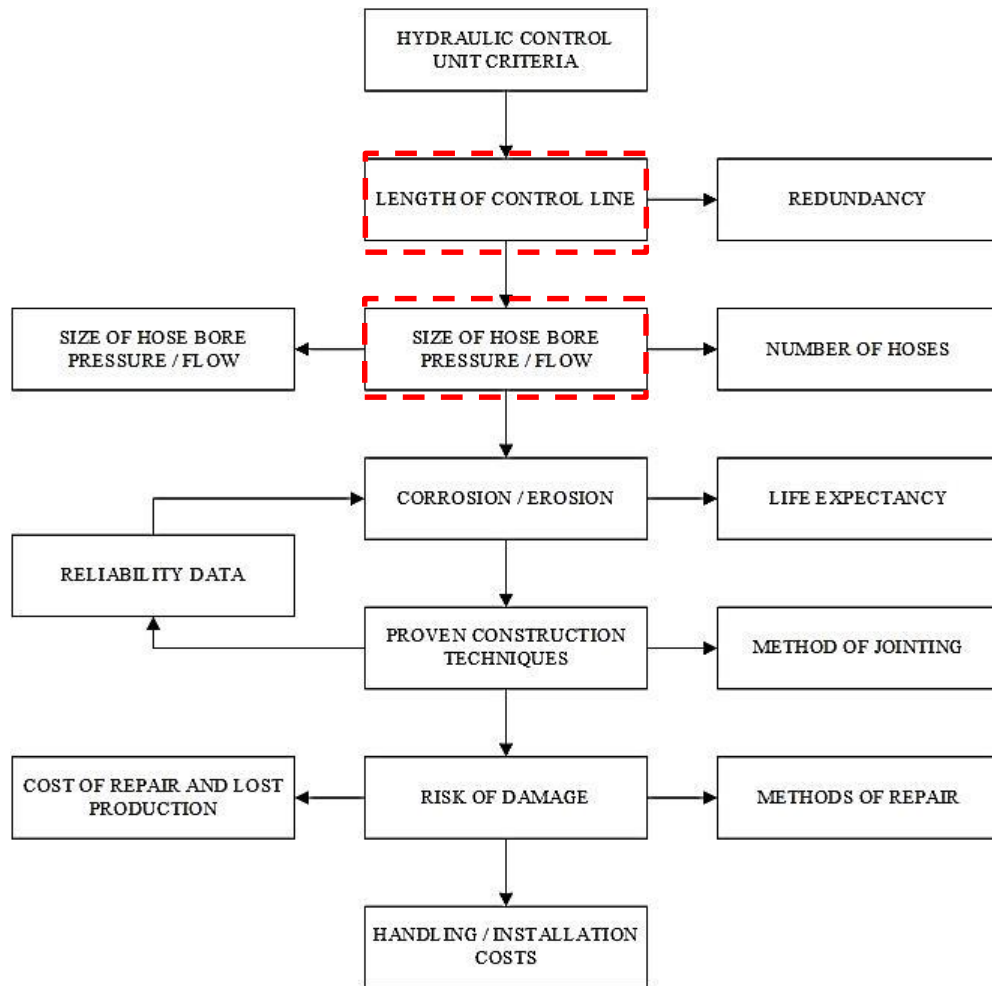 HYDRAULIC CONTROL
UNIT CRITERIA
LENGTH OF CONTROL LINE
REDUNDANCY
SIZE OF HOSE BORE
PRESSURE / FLOW
SIZE OF HOSE BORE
PRESSURE / FLOW
NUMBER OF HOSES
CORROSION / EROSION
LIFE EXPECTANCY
RELIABILITY DATA
PROVEN CONSTRUCTION
TECHNIQUES
METHOD OF JOINTING
COST OF REPAIR AND LOST
PRODUCTION
RISK OF DAMAGE
METHODS OF REPAIR
HANDLING / INSTALLATION
COSTS